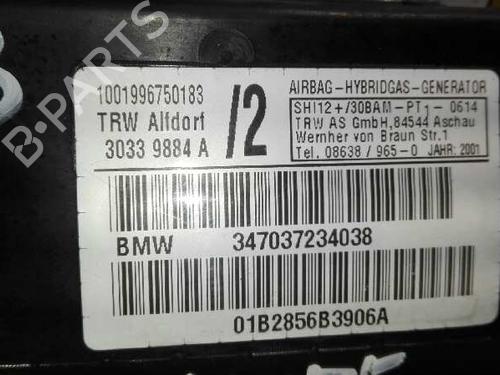 B-PARTS
1001996750183
TRW Alfdorf
3033 9884 A
/2
AIRBAG-HYBRIDGAS-GENERATOR
SHI12+/30BAM-PT1-0614
TRW AS GmbH,84544 Aschau
Wernher von Braun Str.1
Tel. 08638/965-0 JAHR:2001
BMW 347037234038
01B2856B3906A